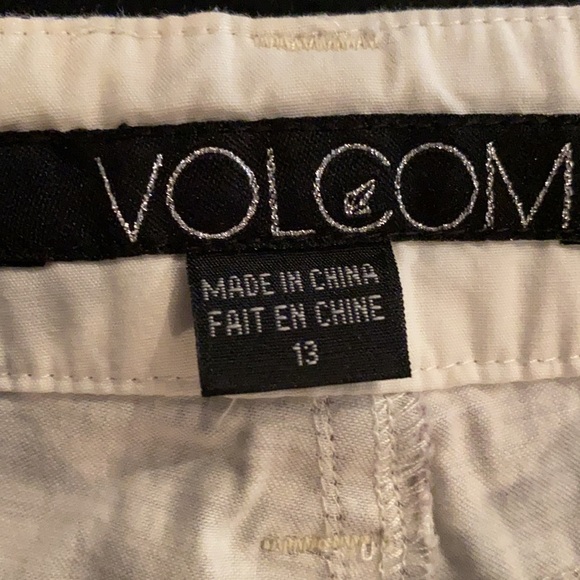 VOLCOM
MADE IN CHINA
FAIT EN CHINE
13